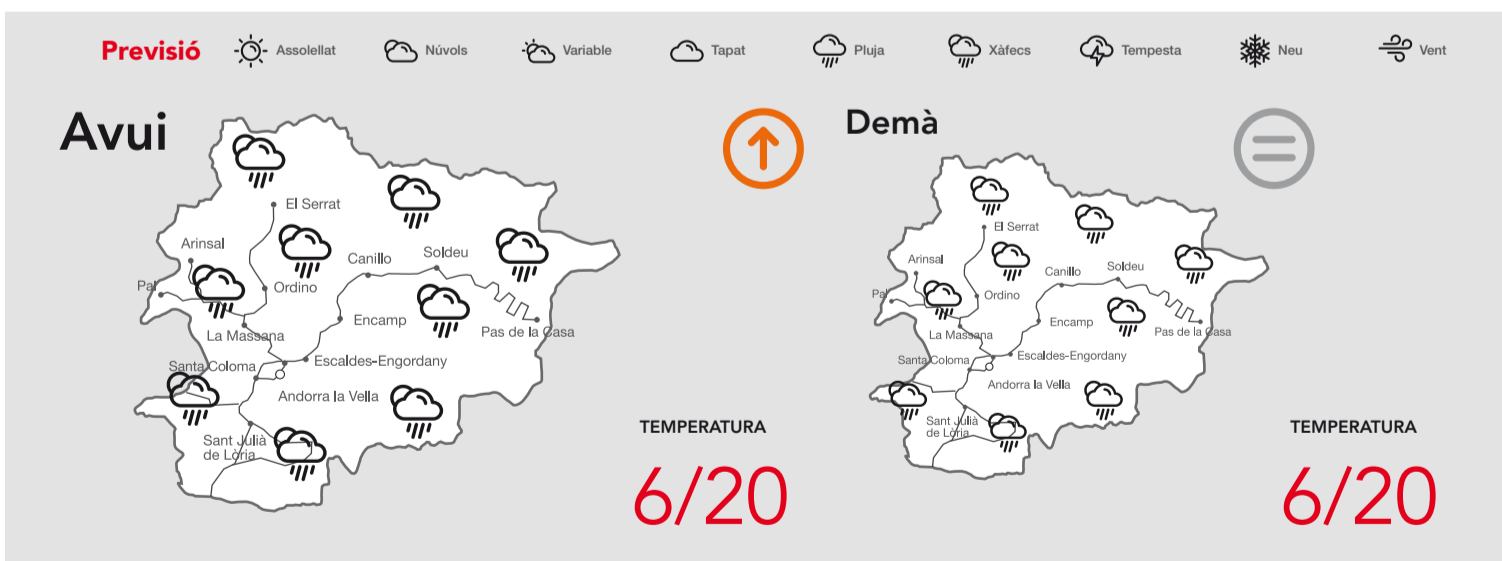 Previsió
Assolellat
Núvols
Variable
Tapat
Pluja
Xàfecs
Tempesta
Neu
Vent
Avui
El Serrat
Arinsal
Canillo
Soldeu
Pal
Ordino
Encamp
La Massana
Pas de la Casa
Santa Coloma
Escaldes-Engordany
Andorra la Vella
Sant Julià
de Lòria
TEMPERATURA
6/20
Demà
El Serrat
Arinsal
Canillo
Soldeu
Pal
Ordino
Encamp
La Massana
Pas de la Casa
Santa Coloma
Escaldes-Engordany
Andorra la Vella
Sant Julià
de Lòria
TEMPERATURA
6/20